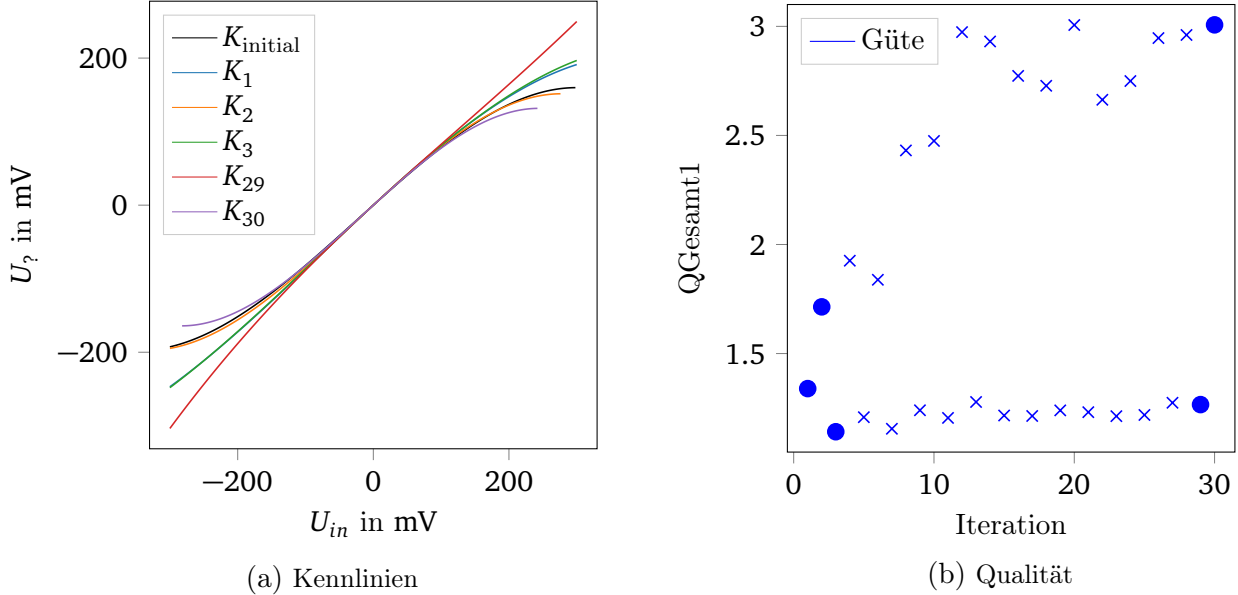 200
0
−200
U? in mV
K_initial
K_1
K_2
K_3
K_29
K_30
−200 0 200
U_in in mV
(a) Kennlinien
3
2.5
2
1.5
QGesamt1
Güte
0 10 20 30
Iteration
(b) Qualität